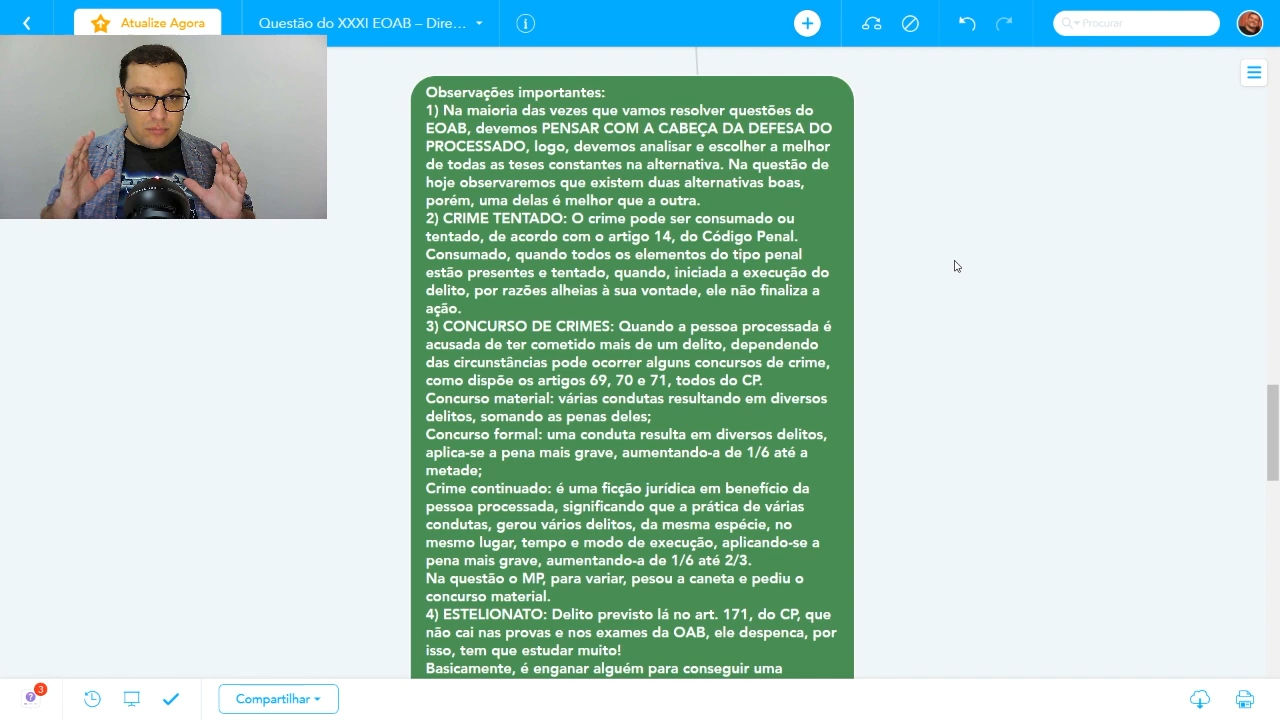 Atualize Agora
Questão do XXXI EOAB – Dire...
Procurar
Observações importantes:
1) Na maioria das vezes que vamos resolver questões do
EOAB, devemos PENSAR COM A CABEÇA DA DEFESA DO
PROCESSADO, logo, devemos analisar e escolher a melhor
de todas as teses constantes na alternativa. Na questão de
hoje observaremos que existem duas alternativas boas,
porém, uma delas é melhor que a outra.
2) CRIME TENTADO: O crime pode ser consumado ou
tentado, de acordo com o artigo 14, do Código Penal.
Consumado, quando todos os elementos do tipo penal
estão presentes e tentado, quando, iniciada a execução do
delito, por razões alheias à sua vontade, ele não finaliza a
ação.
3) CONCURSO DE CRIMES: Quando a pessoa processada é
acusada de ter cometido mais de um delito, dependendo
das circunstâncias pode ocorrer alguns concursos de crime,
como dispõe os artigos 69, 70 e 71, todos do CP.
Concurso material: várias condutas resultando em diversos
delitos, somando as penas deles;
Concurso formal: uma conduta resulta em diversos delitos,
aplica-se a pena mais grave, aumentando-a de 1/6 até a
metade;
Crime continuado: é uma ficção jurídica em benefício da
pessoa processada, significando que a prática de várias
condutas, gerou vários delitos, da mesma espécie, no
mesmo lugar, tempo e modo de execução, aplicando-se a
pena mais grave, aumentando-a de 1/6 até 2/3.
Na questão o MP, para variar, pesou a caneta e pediu o
concurso material.
4) ESTELIONATO: Delito previsto lá no art. 171, do CP, que
não cai nas provas e nos exames da OAB, ele despenca, por
isso, tem que estudar muito!
Basicamente, é enganar alguém para conseguir uma
3
Compartilhar